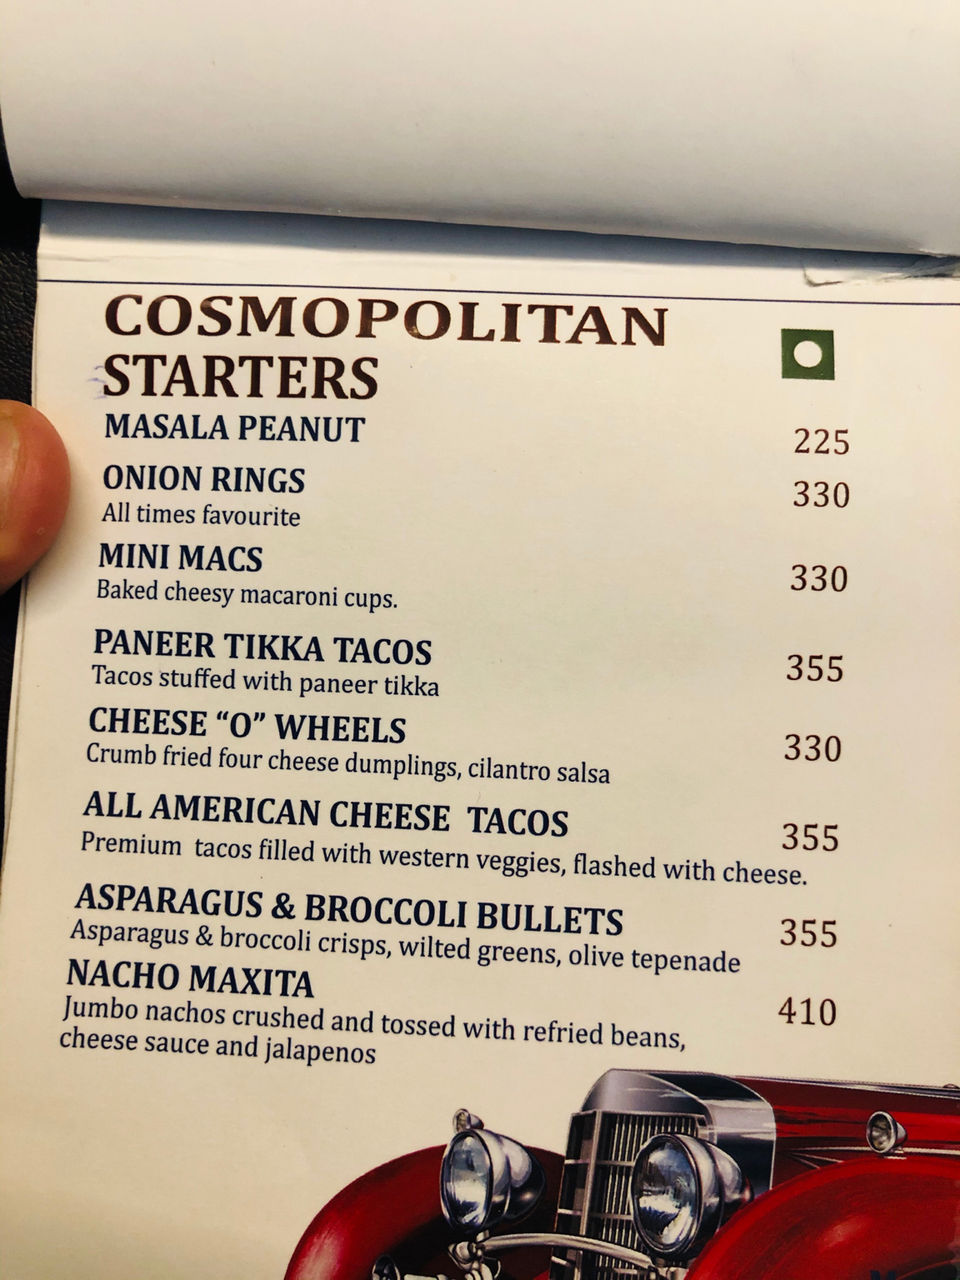 COSMOPOLITAN
STARTERS
MASALA PEANUT 225
ONION RINGS 330
All times favourite
MINI MACS 330
Baked cheesy macaroni cups.
PANEER TIKKA TACOS 355
Tacos stuffed with paneer tikka
CHEESE “O” WHEELS 330
Crumb fried four cheese dumplings, cilantro salsa
ALL AMERICAN CHEESE TACOS 355
Premium tacos filled with western veggies, flashed with cheese.
ASPARAGUS & BROCCOLI BULLETS 355
Asparagus & broccoli crisps, wilted greens, olive tepenade
NACHO MAXITA 410
Jumbo nachos crushed and tossed with refried beans,
cheese sauce and jalapenos